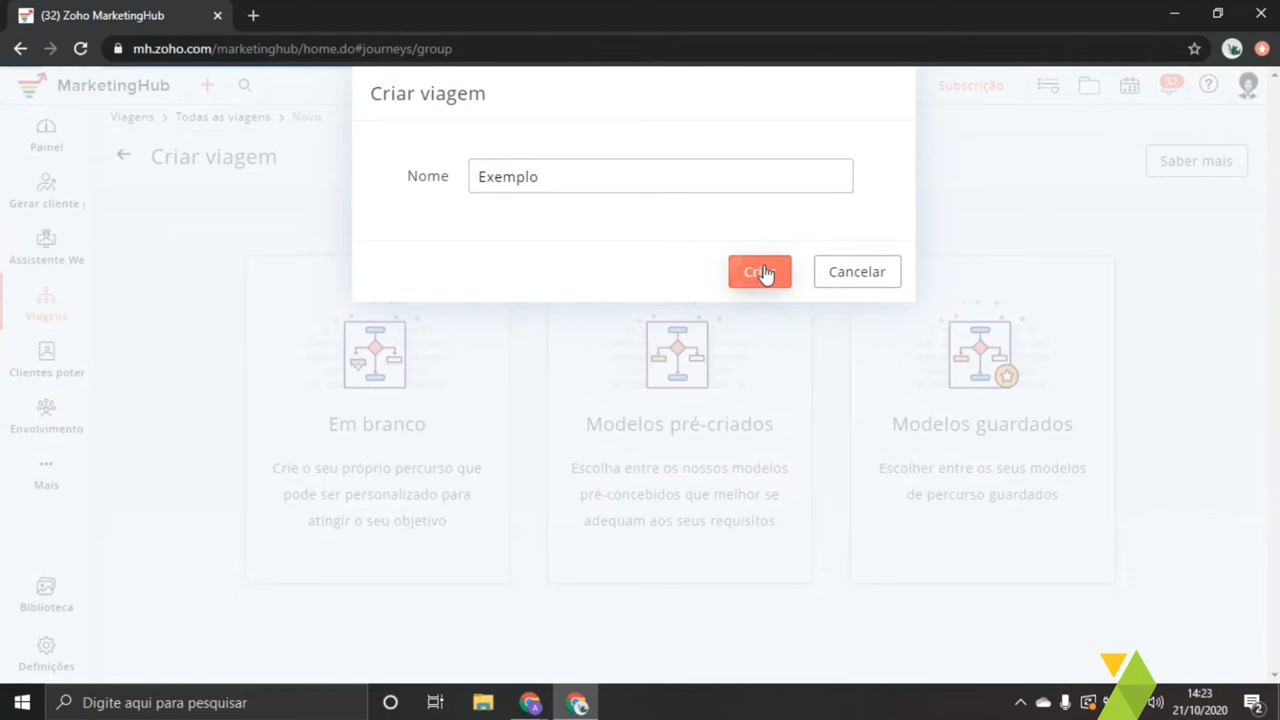 (32) Zoho MarketingHub
mh.zoho.com/marketinghub/home.do#journeys/group
MarketingHub
Subscrição
32
Criar viagem
Nome
Exemplo
Cancelar
Viagens > Todas as viagens > Novo
Criar viagem
Saber mais
Painel
Gerar cliente
Assistente We
Viagens
Clientes poter
Envolvimento
Mais
Biblioteca
Definições
Em branco
Crie o seu próprio percurso que
pode ser personalizado para
atingir o seu objetivo
Modelos pré-criados
Escolha entre os nossos modelos
pré-concebidos que melhor se
adequam aos seus requisitos
Modelos guardados
Escolher entre os seus modelos
de percurso guardados
Digite aqui para pesquisar
14:23
21/10/2020
2